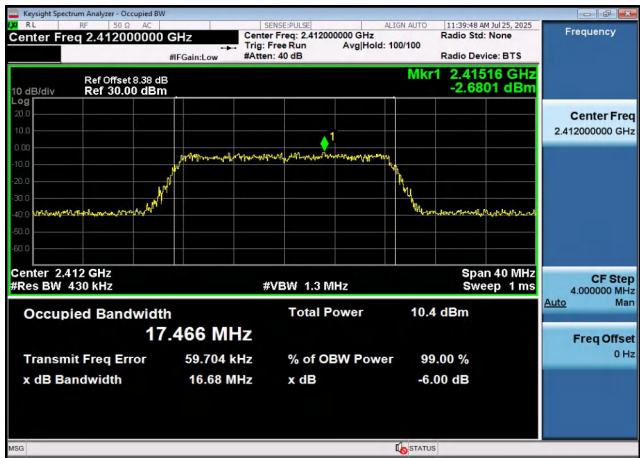 Keysight Spectrum Analyzer - Occupied BW
RL RF 50 Ω AC SENSE:PULSE ALIGN AUTO 11:39:48 AM Jul 25, 2025
Center Freq 2.412000000 GHz
Center Freq: 2.412000000 GHz Radio Std: None
Trig: Free Run Avg|Hold: 100/100
#IFGain:Low #Atten: 40 dB Radio Device: BTS
Frequency
Mkr1 2.41516 GHz
-2.6801 dBm
Ref Offset 8.38 dB
10 dB/div Ref 30.00 dBm
Log
20.0
10.0
0.00
-10.0
-20.0
-30.0
-40.0
-50.0
-60.0
1
Center 2.412 GHz Span 40 MHz
#Res BW 430 kHz #VBW 1.3 MHz Sweep 1 ms
Occupied Bandwidth Total Power 10.4 dBm
17.466 MHz
Transmit Freq Error 59.704 kHz % of OBW Power 99.00 %
x dB Bandwidth 16.68 MHz x dB -6.00 dB
Center Freq
2.412000000 GHz
CF Step
4.000000 MHz
Auto Man
Freq Offset
0 Hz
MSG STATUS